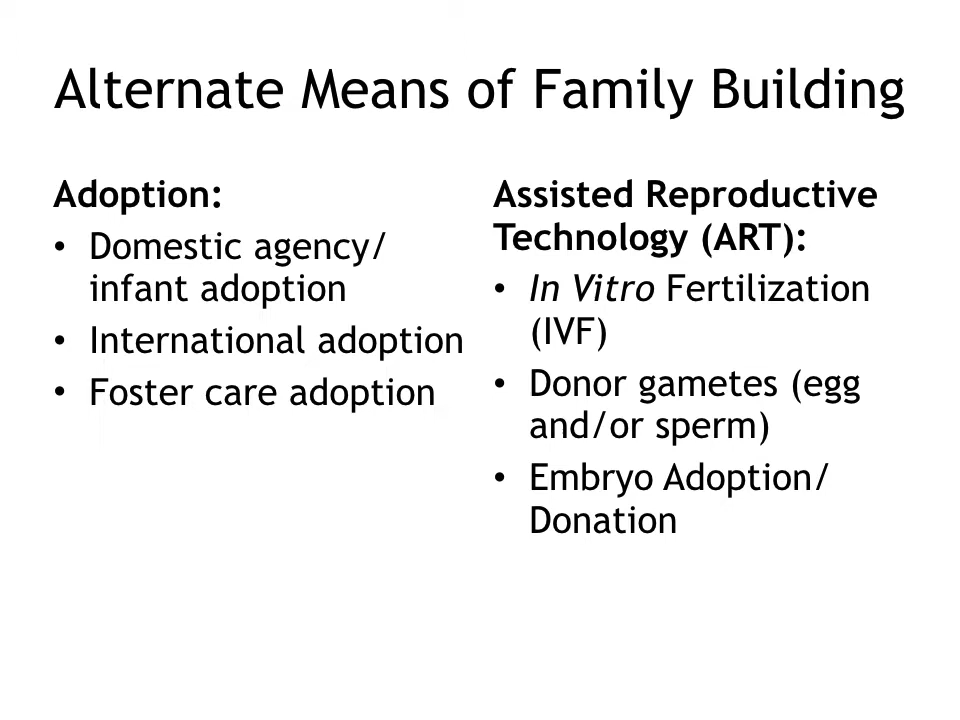 Alternate Means of Family Building
Adoption:
• Domestic agency/
infant adoption
• International adoption
• Foster care adoption
Assisted Reproductive
Technology (ART):
• In Vitro Fertilization
(IVF)
• Donor gametes (egg
and/or sperm)
• Embryo Adoption/
Donation